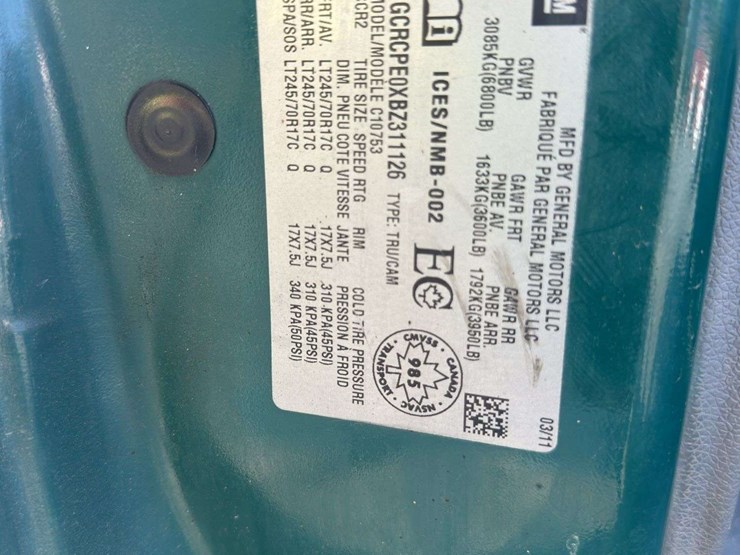 GM
MFD BY GENERAL MOTORS LLC 03/11
FABRIQUÉ PAR GENERAL MOTORS LLC
GVWR GAWR FRT GAWR RR
PNBV PNBE AV. PNBE ARR.
3085KG(6800LB) 1633KG(3600LB) 1792KG(3950LB)
ICES/NMB-002
GCRCPE0XBZ311126 TYPE: TRU/CAM
MODEL/MODELE C10753
CR2 TIRE SIZE SPEED RTG RIM COLD TIRE PRESSURE
DIM. PNEU COTE VITESSE JANTE PRESSION À FROID
FRT/AV. LT245/70R17C Q 17X7.5J 310 KPA(45PSI)
RR/ARR. LT245/70R17C Q 17X7.5J 310 KPA(45PSI)
SPA/SOS LT245/70R17C Q 17X7.5J 340 KPA(50PSI)
CMVSS · CANADA · NSVAC · TRANSPORT ·
985